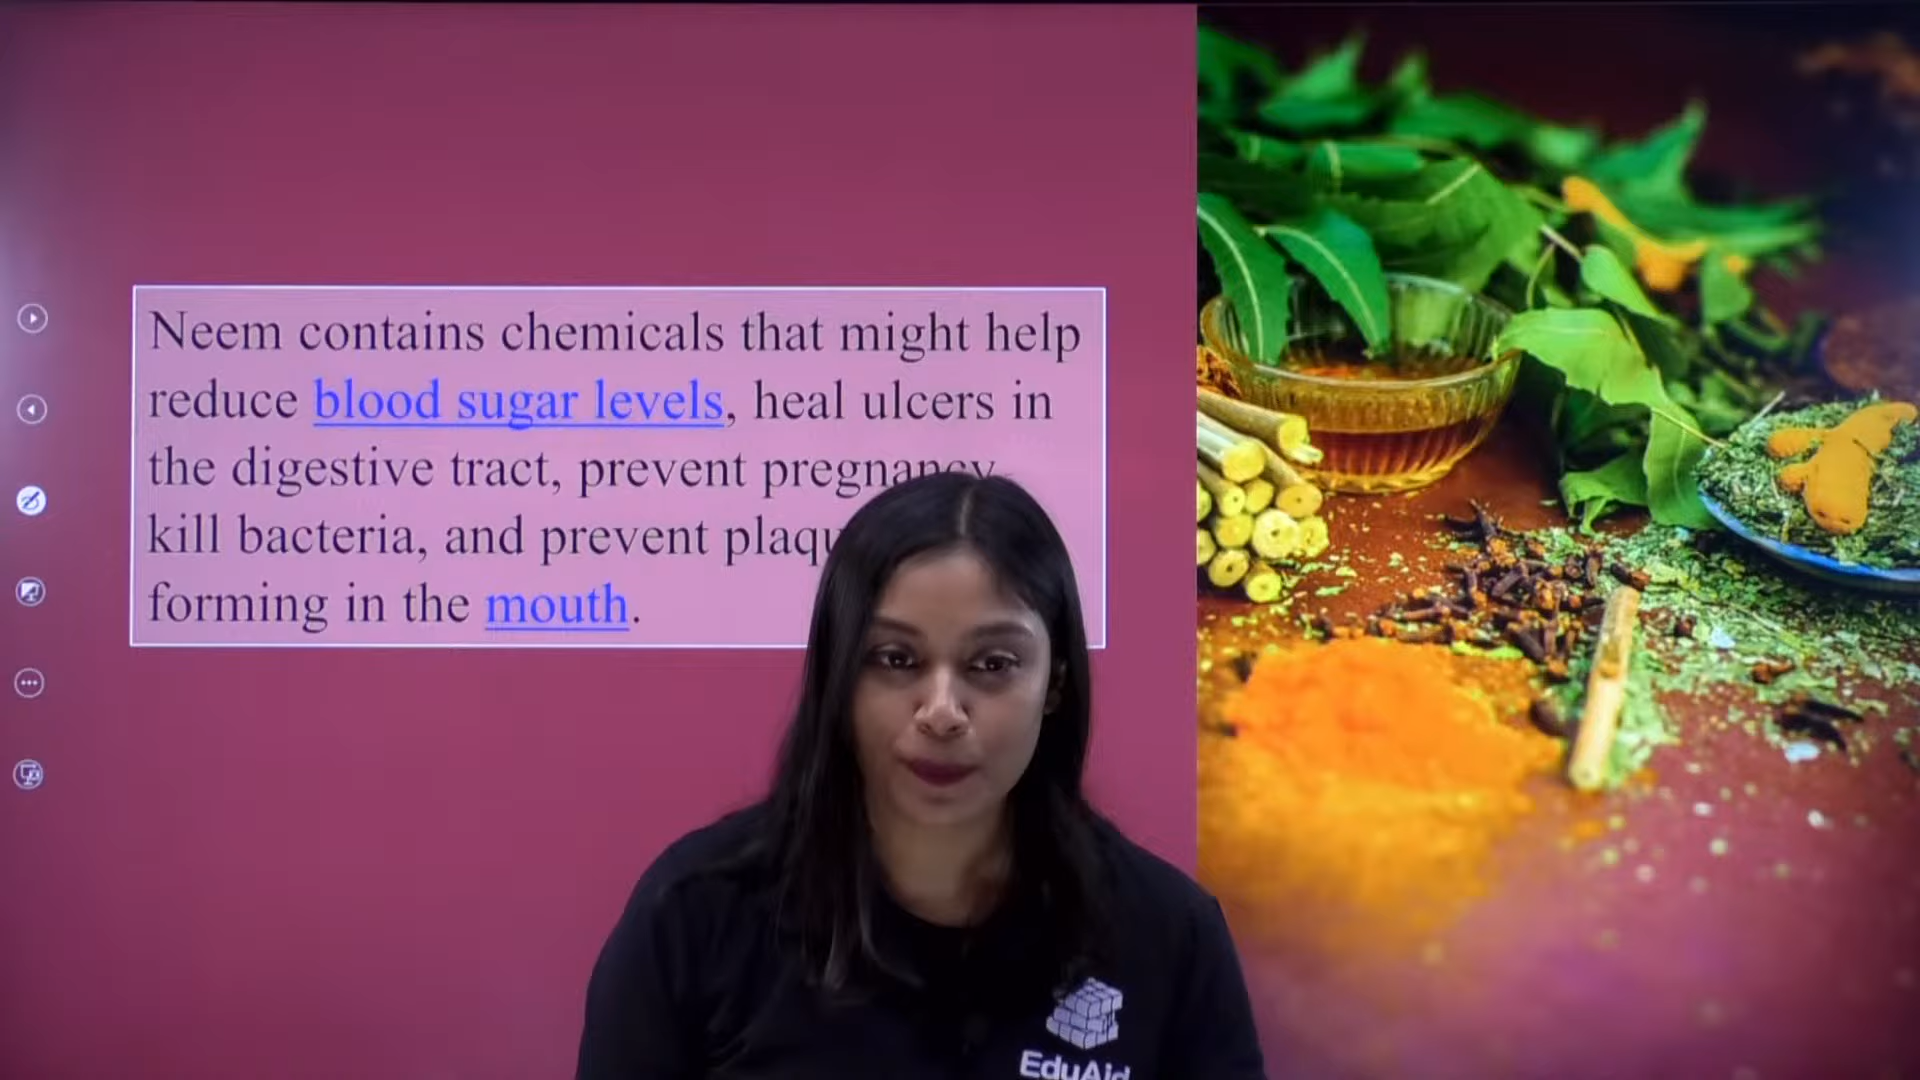 Neem contains chemicals that might help
reduce blood sugar levels, heal ulcers in
the digestive tract, prevent pregnancy
kill bacteria, and prevent
forming in the mouth.
EduAid